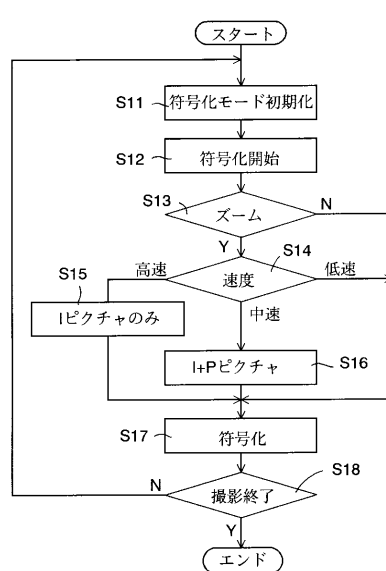 スタート
S11
符号化モード初期化
S12
符号化開始
S13
ズーム
N
Y
S14
S15
高速
速度
低速
Iピクチャのみ
中速
I+Pピクチャ
S16
S17
符号化
S18
N
撮影終了
Y
エンド